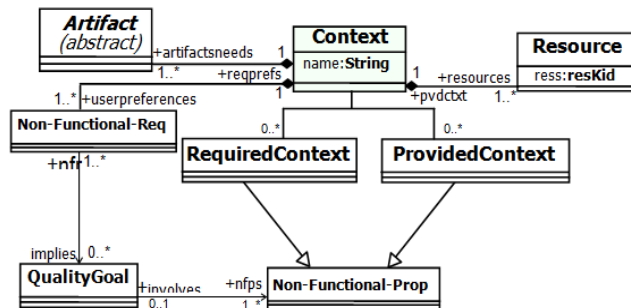 Artifact
(abstract)
Context
name:String
Resource
ress:resKid
+artifactsneeds
1
1..*
+reqprefs
1
1
+resources
+pvdctxt
1..*
1..*
+userpreferences
Non-Functional-Req
0..*
0..*
RequiredContext
ProvidedContext
+nfr
1..*
implies
0..*
QualityGoal
+involves
+nfps
0..1
1..*
Non-Functional-Prop